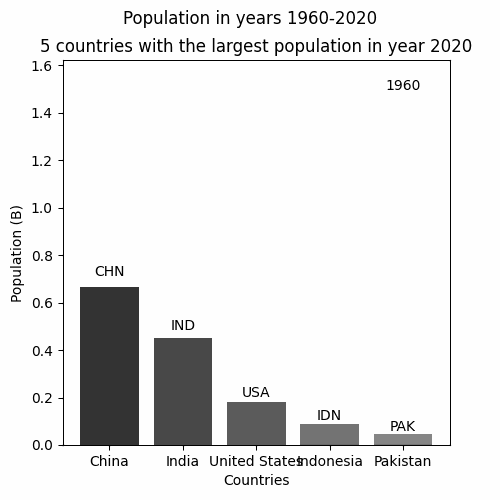 Population in years 1960-2020
5 countries with the largest population in year 2020
1.6
1960
1.4
1.2
1.0
0.8
0.6
0.4
0.2
0.0
Population (B)
CHN
IND
USA
IDN
PAK
China India United States Indonesia Pakistan
Countries